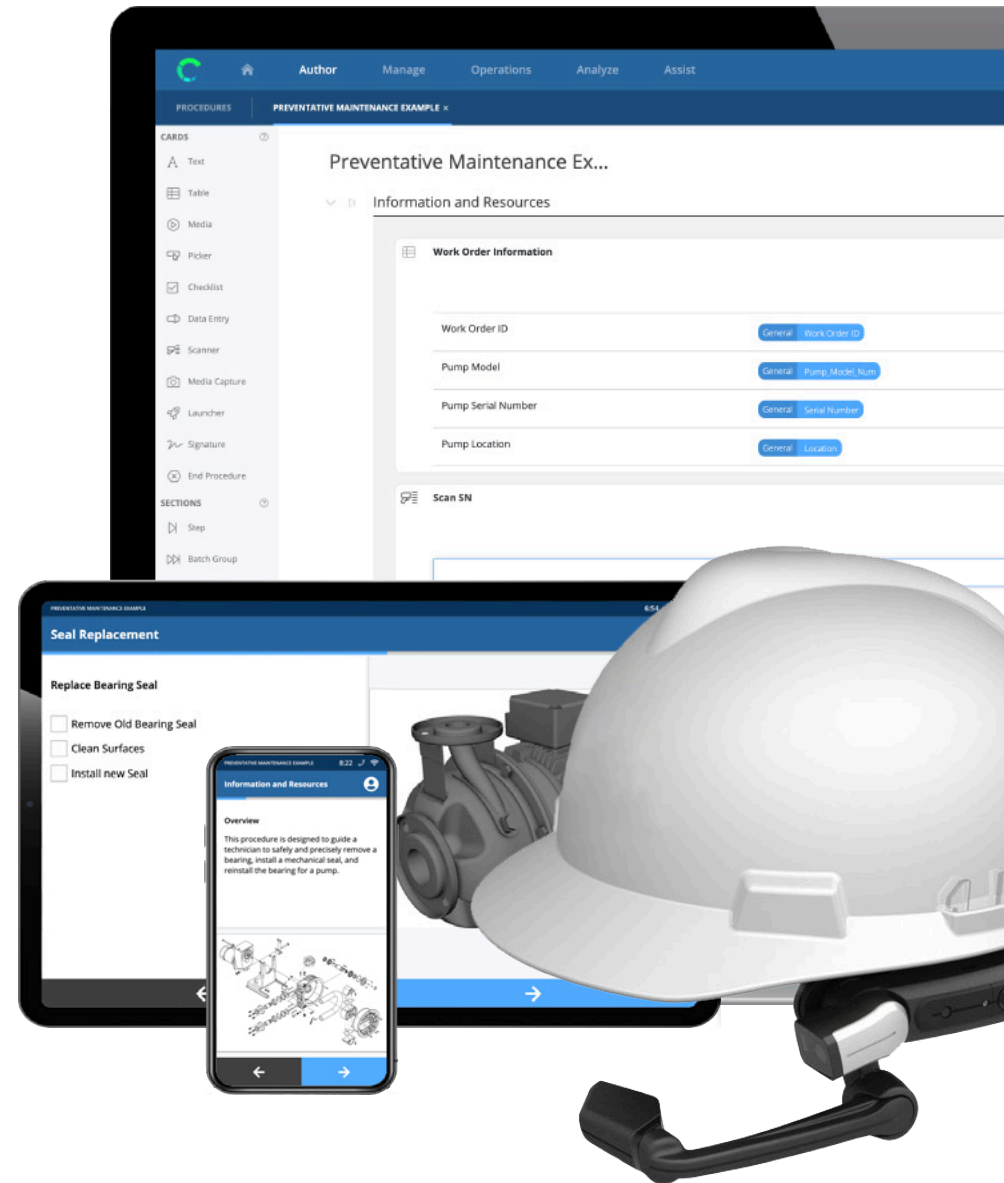 Author Manage Operations Analyze Assist
PROCEDURES PREVENTATIVE MAINTENANCE EXAMPLE ×
CARDS
Text
Table
Media
Picker
Checklist
Data Entry
Scanner
Media Capture
Launcher
Signature
End Procedure
SECTIONS
Step
Batch Group
Preventative Maintenance Ex...
Information and Resources
Work Order Information
Work Order ID General Work Order ID
Pump Model General Pump_Model_Num
Pump Serial Number General Serial Number
Pump Location General Location
Scan SN
PREVENTATIVE MAINTENANCE EXAMPLE 6:54
Seal Replacement
Replace Bearing Seal
Remove Old Bearing Seal
Clean Surfaces
Install new Seal
PREVENTATIVE MAINTENANCE EXAMPLE 8:22
Information and Resources
Overview
This procedure is designed to guide a
technician to safely and precisely remove a
bearing, install a mechanical seal, and
reinstall the bearing for a pump.